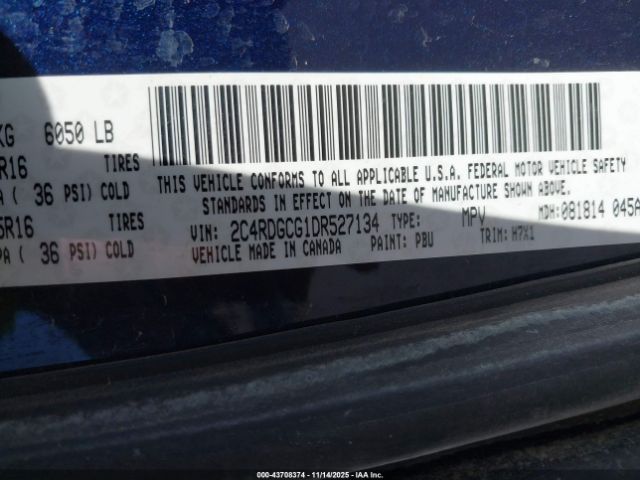 KG 6050 LB
R16 TIRES
PA ( 36 PSI) COLD
5R16 TIRES
PA ( 36 PSI) COLD
THIS VEHICLE CONFORMS TO ALL APPLICABLE U.S.A. FEDERAL MOTOR VEHICLE SAFETY
STANDARDS IN EFFECT ON THE DATE OF MANUFACTURE SHOWN ABOVE.
VIN: 2C4RDGCG1DR527134 TYPE: MPV MDH: 081814 045A
VEHICLE MADE IN CANADA PAINT: PBU TRIM: H7X1
000-43708374 | 11/14/2025 - IAA Inc.